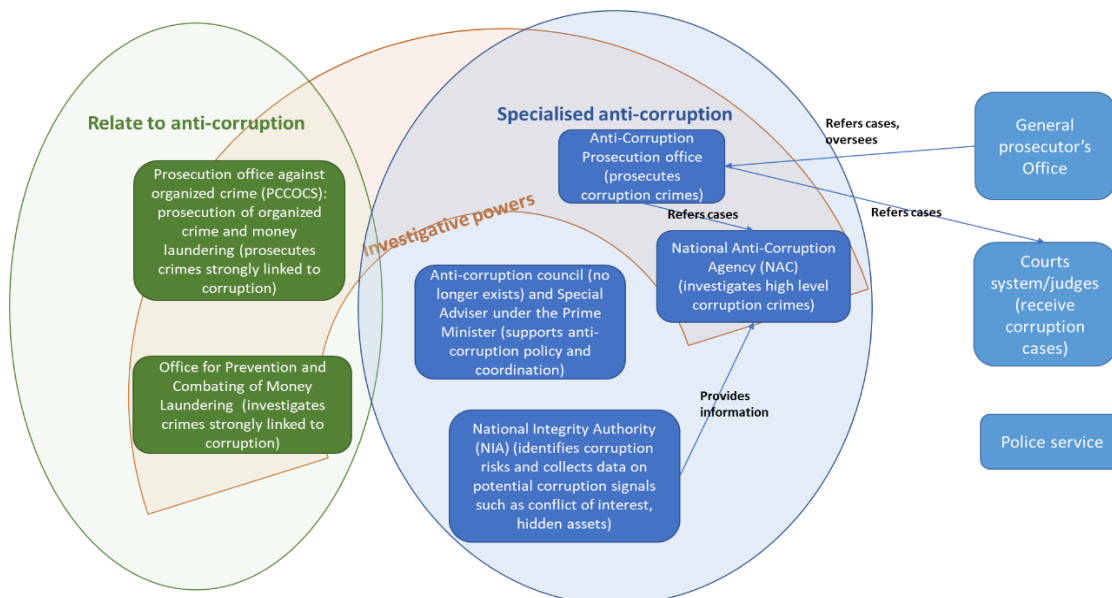 Relate to anti-corruption
Prosecution office against
organized crime (PCCOCS):
prosecution of organized
crime and money
laundering (prosecutes
crimes strongly linked to
corruption)
Office for Prevention and
Combating of Money
Laundering (investigates
crimes strongly linked to
corruption)
Investigative powers
Specialised anti-corruption
Anti-Corruption
Prosecution office
(prosecutes
corruption crimes)
Refers cases
National Anti-Corruption
Agency (NAC)
(investigates high level
corruption crimes)
Anti-corruption council (no
longer exists) and Special
Adviser under the Prime
Minister (supports anti-
corruption policy and
coordination)
Provides
information
National Integrity Authority
(NIA) (identifies corruption
risks and collects data on
potential corruption signals
such as conflict of interest,
hidden assets)
Refers cases,
oversees
General
prosecutor's
Office
Refers cases
Courts
system/judges
(receive
corruption
cases)
Police service